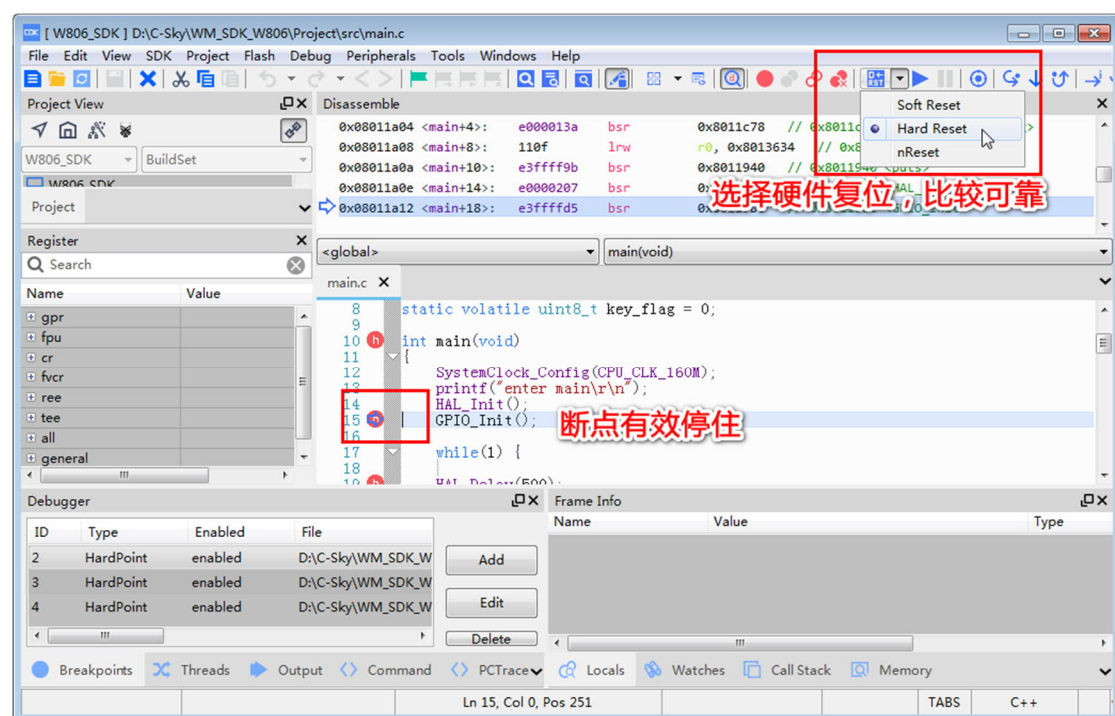 [ W806_SDK ] D:\C-Sky\WM_SDK_W806\Project\src\main.c
File Edit View SDK Project Flash Debug Peripherals Tools Windows Help
Project View
W806_SDK
BuildSet
W806_SDK
Project
Disassemble
0x08011a04 <main+4>: e000013a bsr 0x8011c78 //
0x08011a08 <main+8>: 110f lrw r0, 0x8013634 //
0x08011a0a <main+10>: e3ffff9b bsr 0x8011940 // 0x8011940 <puts>
0x08011a0e <main+14>: e0000207 bsr
0x08011a12 <main+18>: e3ffffd5 bsr
Soft Reset
Hard Reset
nReset
选择硬件复位，比较可靠
Register
Search
Name Value
gpr
fpu
cr
fvcr
ree
tee
all
general
<global>
main(void)
main.c
8 static volatile uint8_t key_flag = 0;
9
10 h int main(void)
11 {
12 SystemClock_Config(CPU_CLK_160M);
13 printf("enter main\r\n");
14 HAL_Init();
15 GPIO_Init();
16
17 while(1) {
18
19 HAL_Delay(500);
断点有效停住
Debugger
ID Type Enabled File
2 HardPoint enabled D:\C-Sky\WM_SDK_W
3 HardPoint enabled D:\C-Sky\WM_SDK_W
4 HardPoint enabled D:\C-Sky\WM_SDK_W
Add
Edit
Delete
Frame Info
Name Value Type
Breakpoints Threads Output Command PCTrace
Locals Watches Call Stack Memory
Ln 15, Col 0, Pos 251
TABS
C++